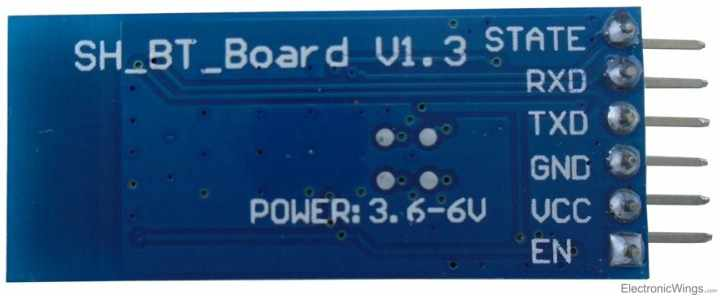 SH_BT_Board V1.3
STATE
RXD
TXD
GND
POWER:3.6-6V
VCC
EN
ElectronicWings.com